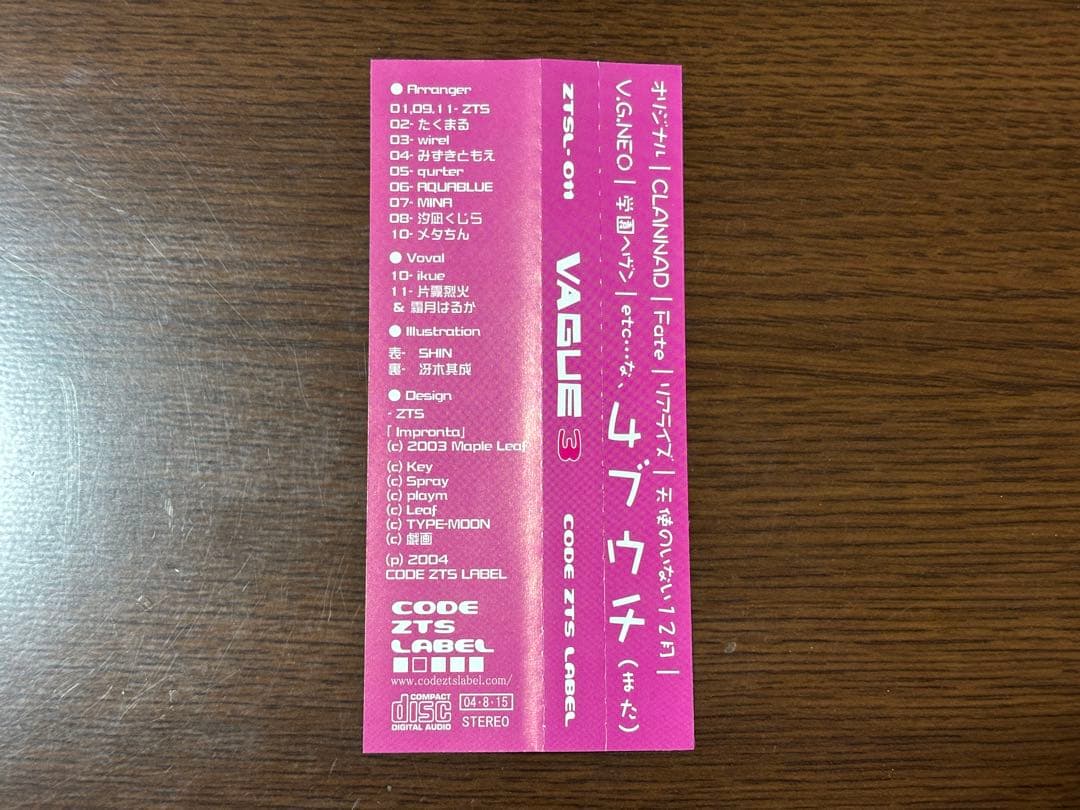 ● Arranger
01,09,11- ZTS
02- たくまる
03- wirel
04- みずきともえ
05- qurter
06- AQUABLUE
07- MINA
08- 汐凪くじら
10- メタちん
● Voval
10- ikue
11- 片霧烈火
& 霜月はるか
● Illustration
表- SHIN
裏- 冴木其成
● Design
- ZTS
「Impronta」
(c) 2003 Maple Leaf
(c) Key
(c) Spray
(c) playm
(c) Leaf
(c) TYPE-MOON
(c) 戯画
(p) 2004
CODE ZTS LABEL
CODE
ZTS
LABEL
www.codeztslabel.com/
COMPACT
disc
DIGITAL AUDIO
04·8·15
STEREO
ZTSL-011 VAGUE 3 CODE ZTS LABEL
オリジナル | CLANNAD | Fate | リアライズ | 天使のいない12月 |
V.G.NEO | 学園ヘヴン | etc…な、
4ブウチ(また)